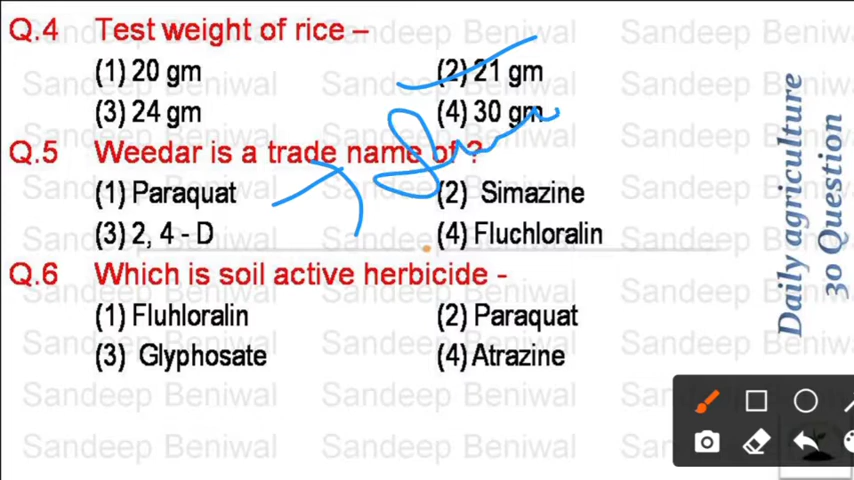 Q.4 Test weight of rice –
(1) 20 gm (2) 21 gm
(3) 24 gm (4) 30 gm
Q.5 Weedar is a trade name of ?
(1) Paraquat (2) Simazine
(3) 2, 4 - D (4) Fluchloralin
Q.6 Which is soil active herbicide -
(1) Fluhloralin (2) Paraquat
(3) Glyphosate (4) Atrazine
Daily agriculture
30 Question
Sandeep Beniwal